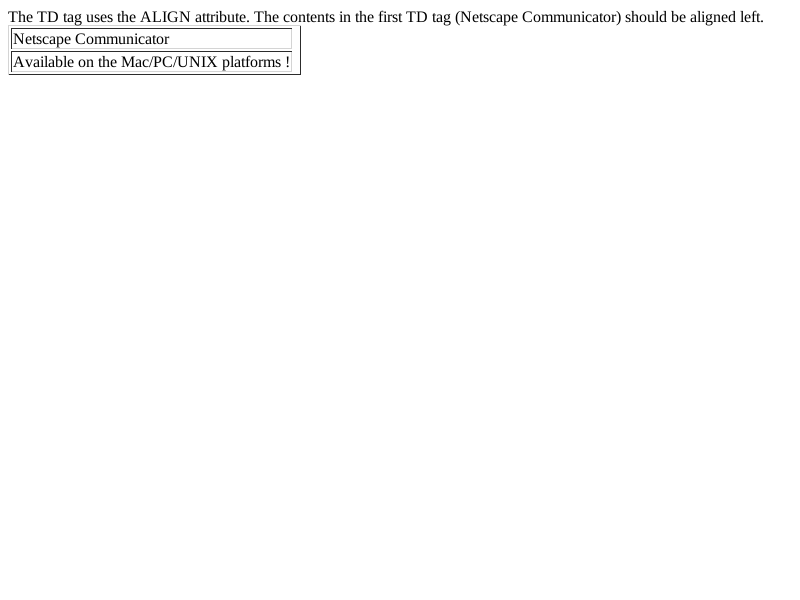 The TD tag uses the ALIGN attribute. The contents in the first TD tag (Netscape Communicator) should be aligned left.
Netscape Communicator
Available on the Mac/PC/UNIX platforms !